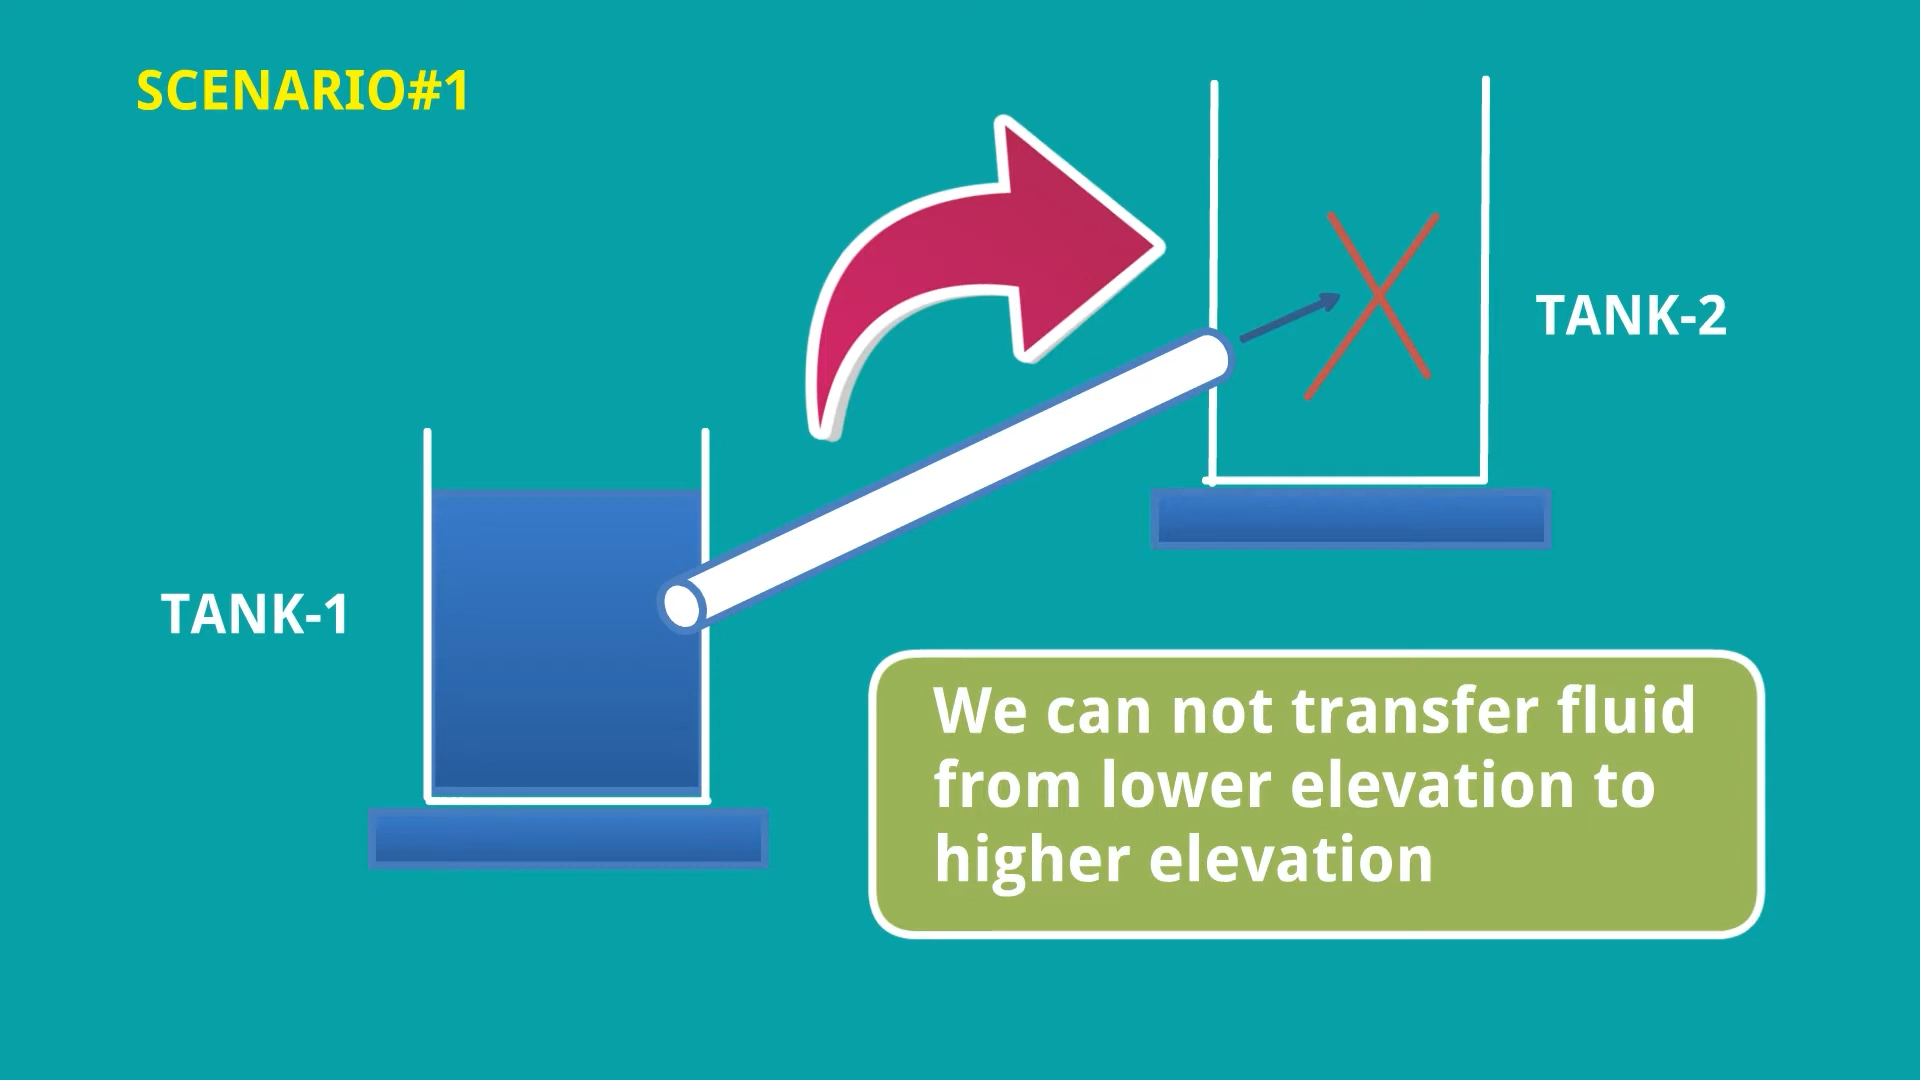 SCENARIO#1
TANK-2
TANK-1
We can not transfer fluid
from lower elevation to
higher elevation